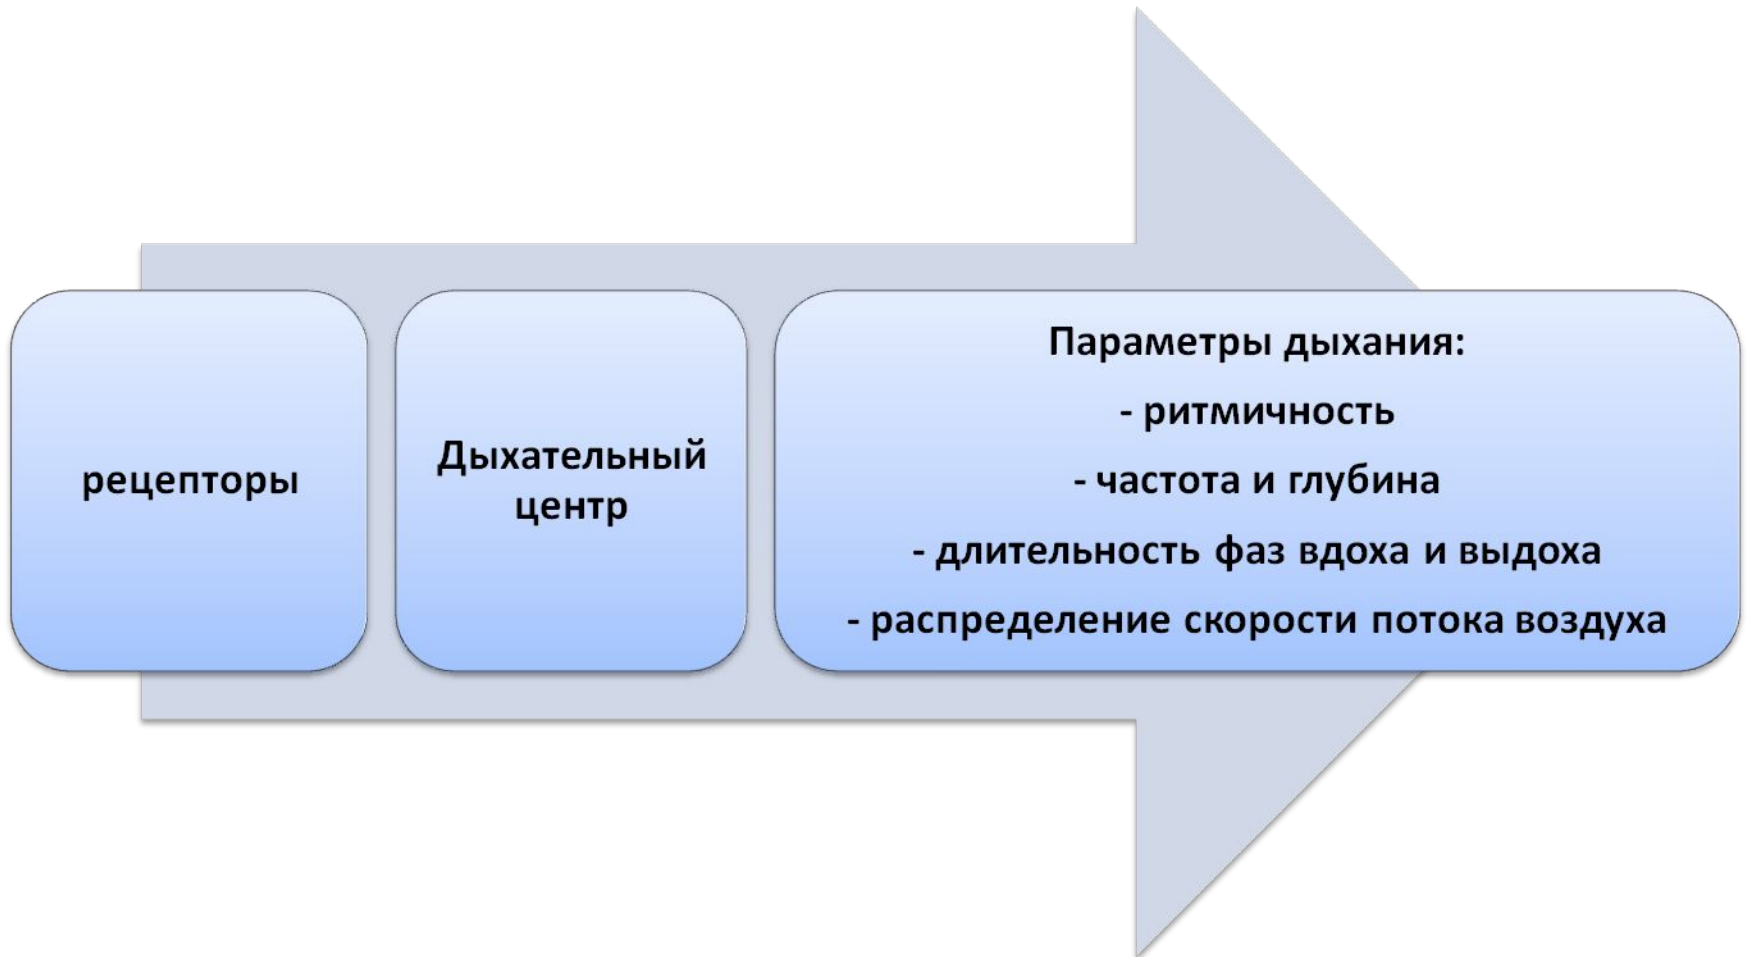 рецепторы
Дыхательный
центр
Параметры дыхания:
- ритмичность
- частота и глубина
- длительность фаз вдоха и выдоха
- распределение скорости потока воздуха